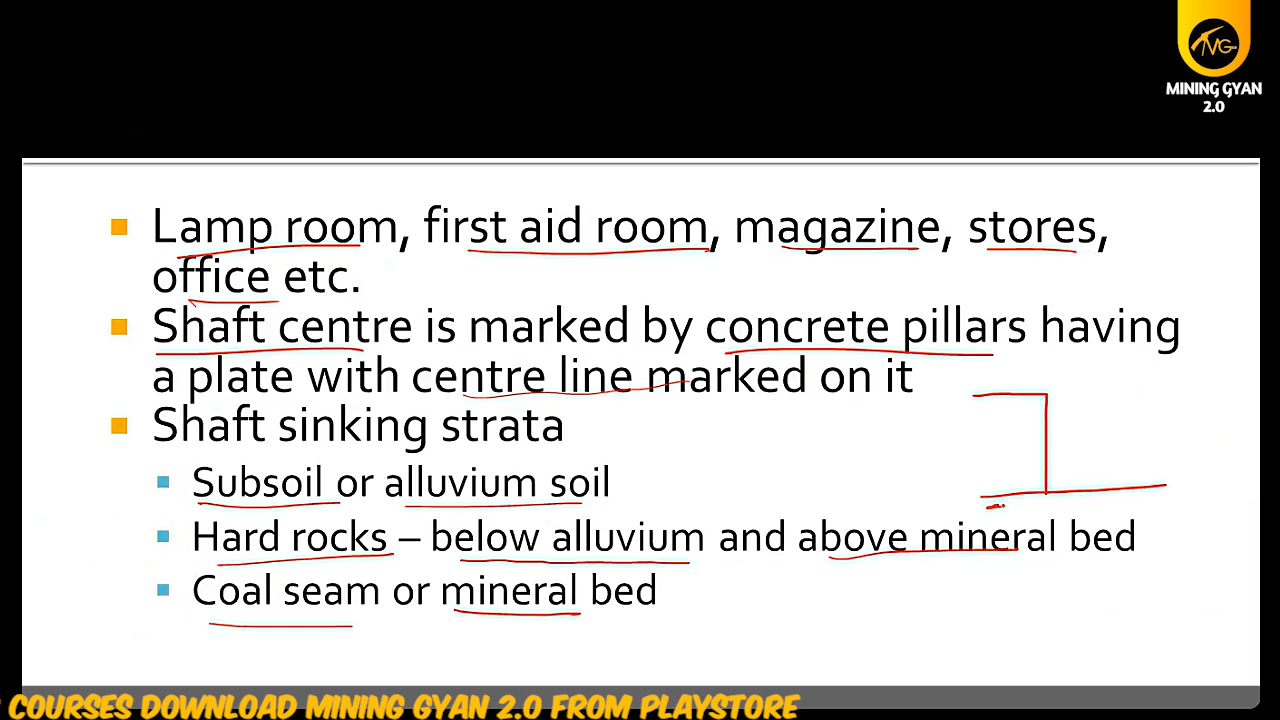 MINING GYAN
2.0
Lamp room, first aid room, magazine, stores,
office etc.
Shaft centre is marked by concrete pillars having
a plate with centre line marked on it
Shaft sinking strata
Subsoil or alluvium soil
Hard rocks – below alluvium and above mineral bed
Coal seam or mineral bed
COURSES DOWNLOAD MINING GYAN 2.0 FROM PLAYSTORE